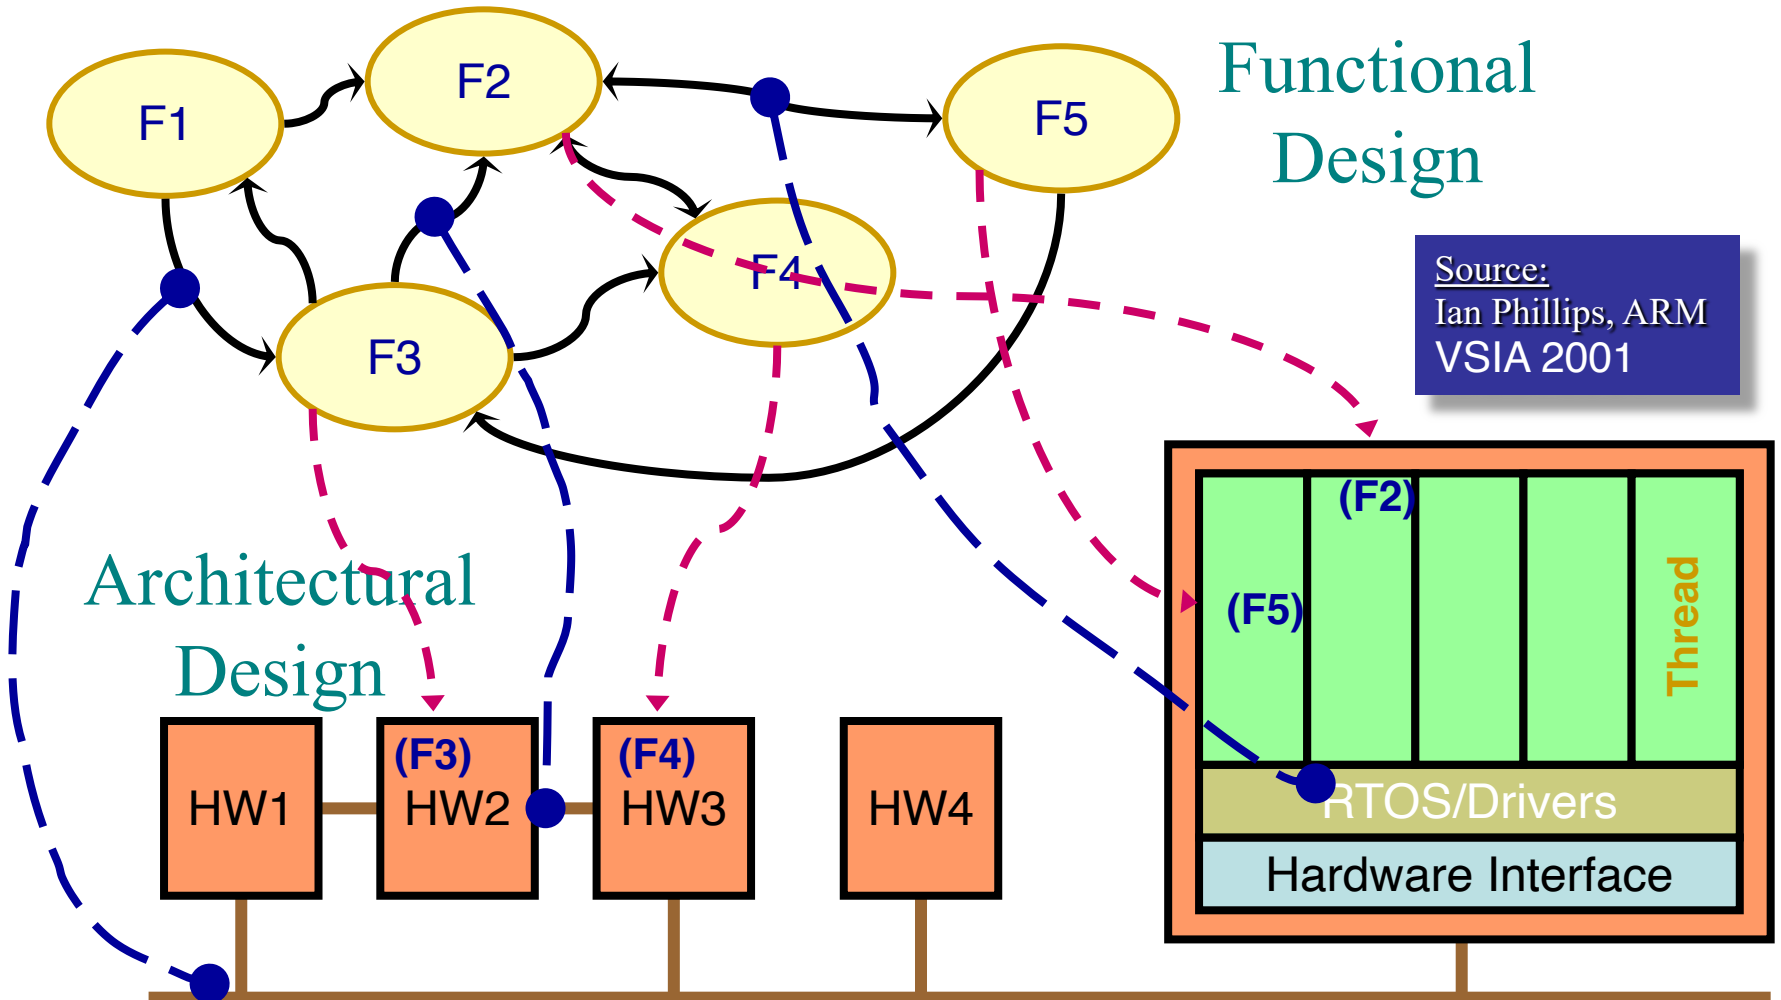 F1
F2
F5
F4
F3
Functional
Design
Source:
Ian Phillips, ARM
VSIA 2001
Architectural
Design
(F2)
(F5)
Thread
(F3)
(F4)
HW1
HW2
HW3
HW4
RTOS/Drivers
Hardware Interface